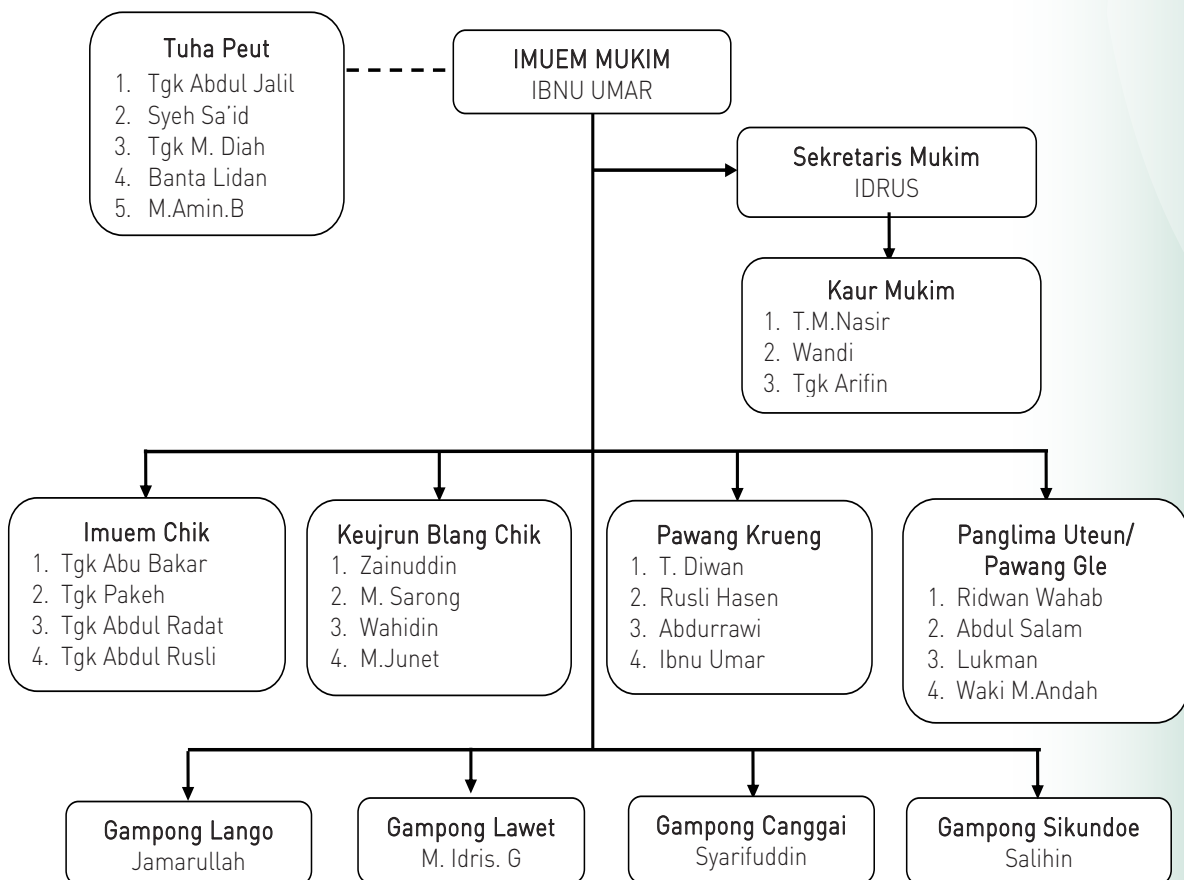 Tuha Peut
1. Tgk Abdul Jalil
2. Syeh Sa'id
3. Tgk M. Diah
4. Banta Lidan
5. M.Amin.B
IMUEM MUKIM
IBNU UMAR
Sekretaris Mukim
IDRUS
Kaur Mukim
1. T.M.Nasir
2. Wandi
3. Tgk Arifin
Imuem Chik
1. Tgk Abu Bakar
2. Tgk Pakeh
3. Tgk Abdul Radat
4. Tgk Abdul Rusli
Keujrun Blang Chik
1. Zainuddin
2. M. Sarong
3. Wahidin
4. M.Junet
Pawang Krueng
1. T. Diwan
2. Rusli Hasen
3. Abdurrawi
4. Ibnu Umar
Panglima Uteun/
Pawang Gle
1. Ridwan Wahab
2. Abdul Salam
3. Lukman
4. Waki M.Andah
Gampong Lango
Jamarullah
Gampong Lawet
M. Idris. G
Gampong Canggai
Syarifuddin
Gampong Sikundoe
Salihin